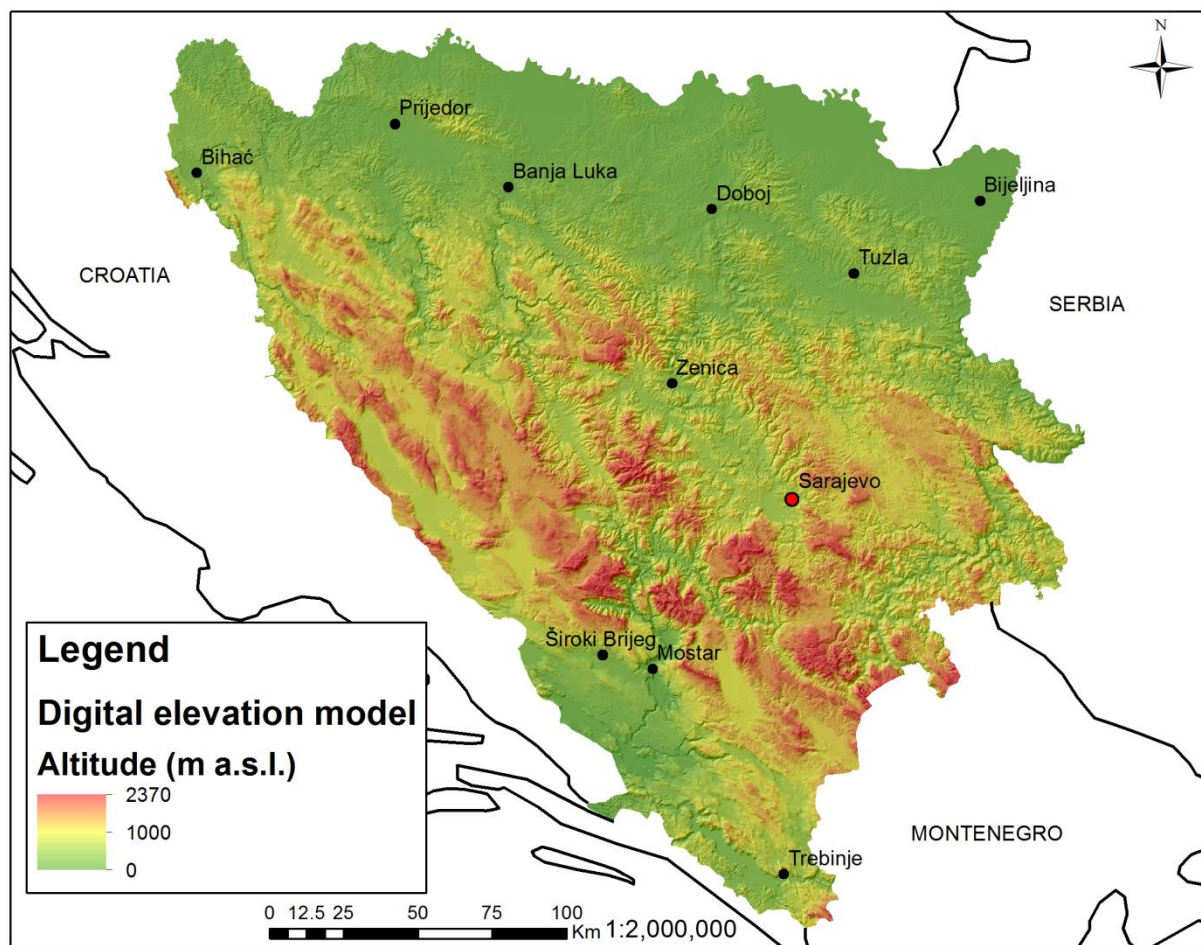 N
Prijedor
Bihać
Banja Luka
Doboj
Bijeljina
Tuzla
CROATIA
SERBIA
Zenica
Sarajevo
Široki Brijeg
Mostar
MONTENEGRO
Trebinje
Legend
Digital elevation model
Altitude (m a.s.l.)
2370
1000
0
0 12.5 25 50 75 100
Km 1:2,000,000